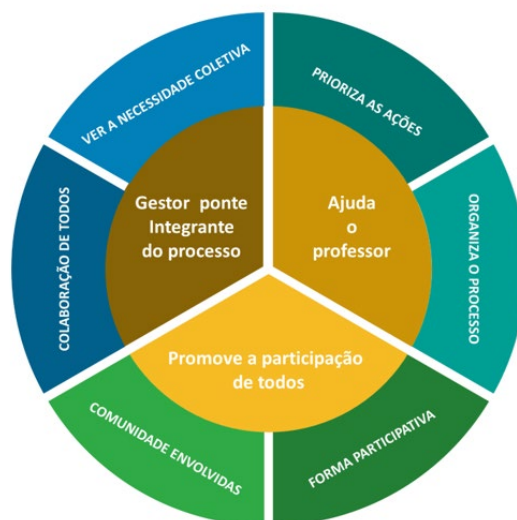 VER A NECESSIDADE COLETIVA
PRIORIZA AS AÇÕES
COLABORAÇÃO DE TODOS
Gestor ponte
Integrante
do processo
Ajuda
o
professor
ORGANIZA O PROCESSO
Promove a participação
de todos
COMUNIDADE ENVOLVIDAS
FORMA PARTICIPATIVA